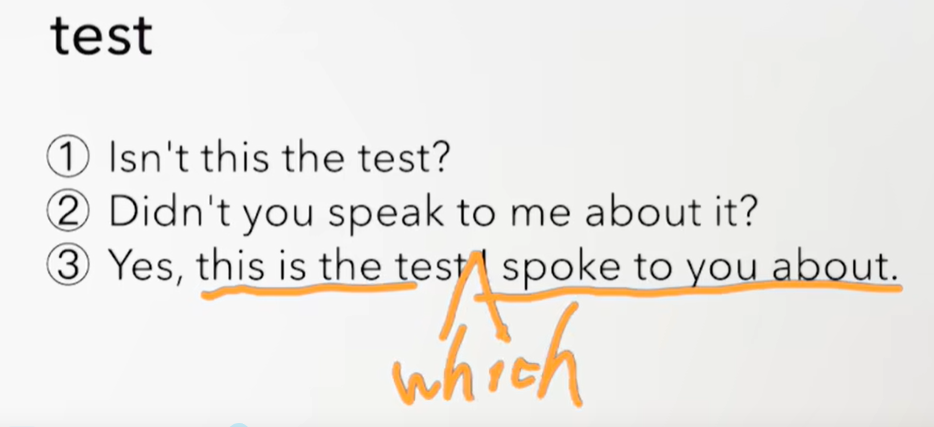 test
① Isn't this the test?
② Didn't you speak to me about it?
③ Yes, this is the test I spoke to you about.
which